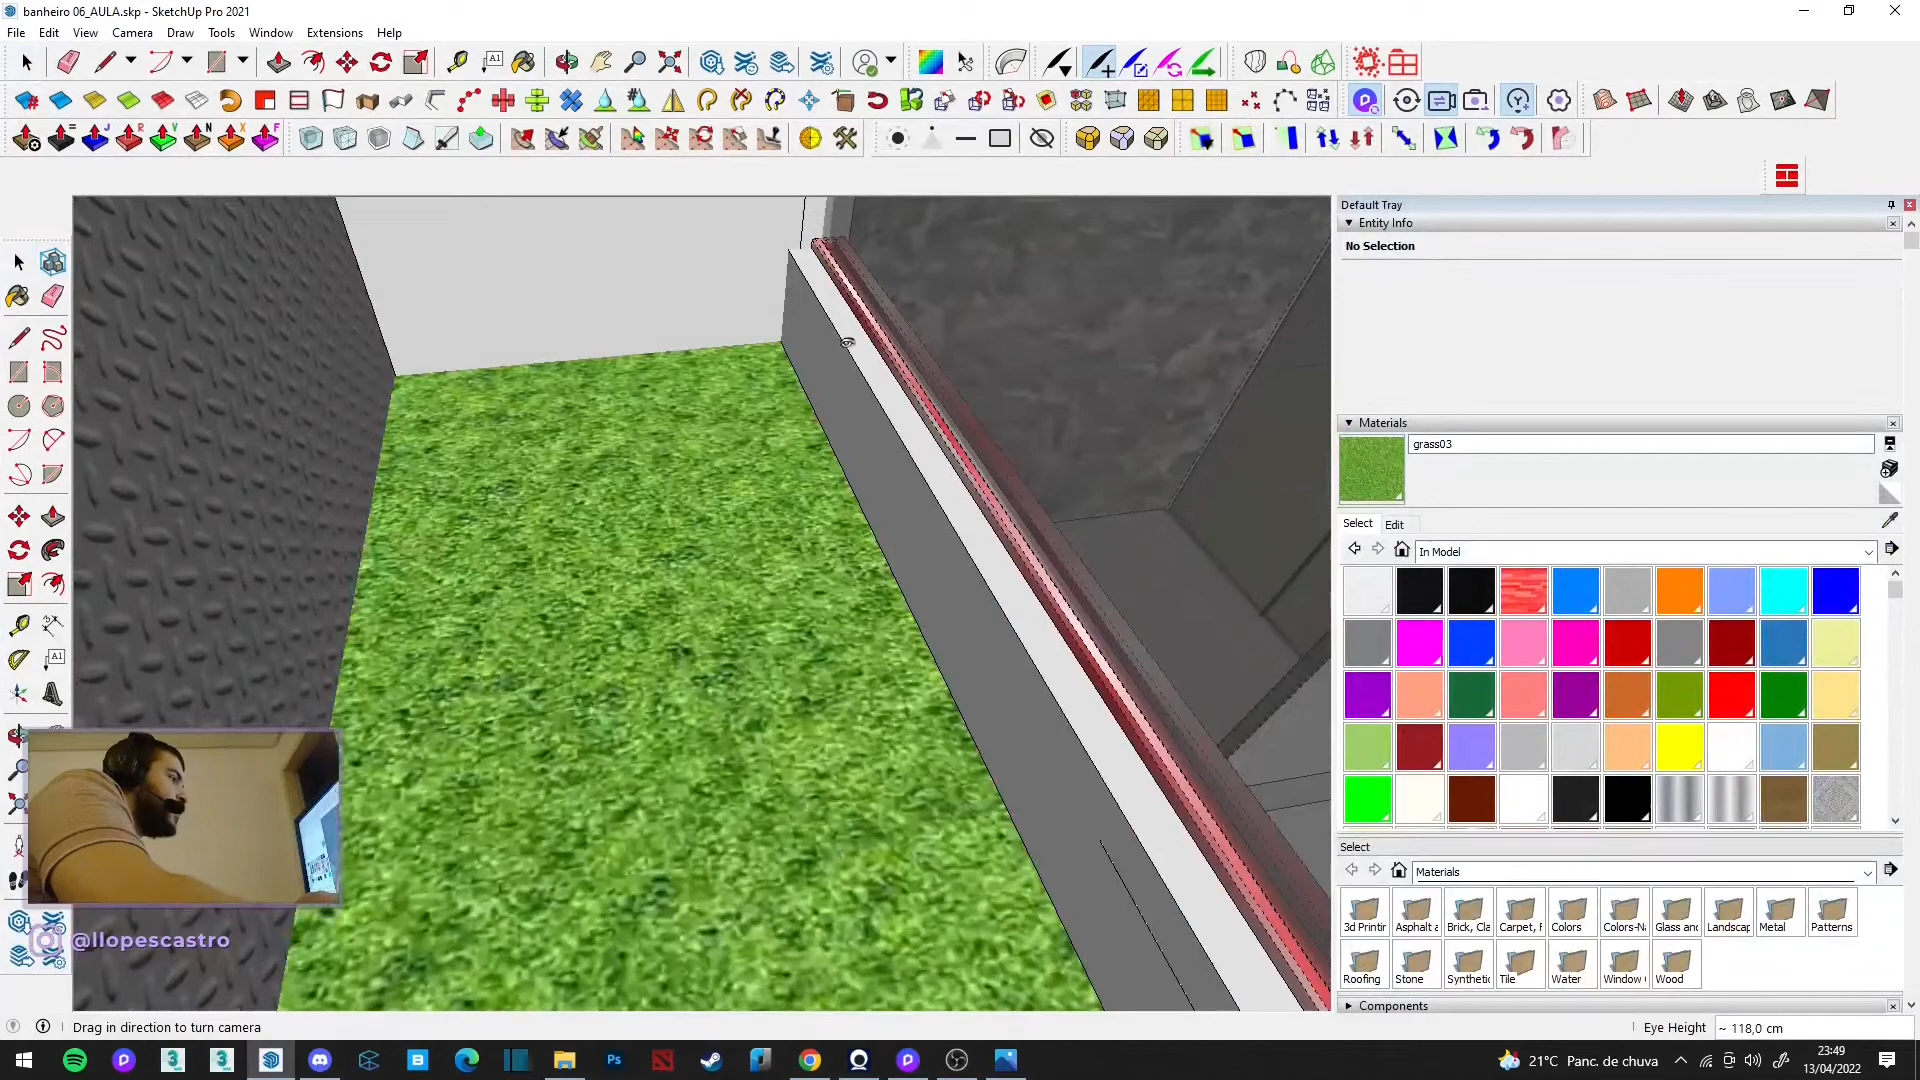 banheiro 06_AULA.skp - SketchUp Pro 2021
File Edit View Camera Draw Tools Window Extensions Help
Default Tray
Entity Info
No Selection
Materials
grass03
Select Edit
In Model
Select
Materials
3d Printir Asphalt a Brick, Cla Carpet, F Colors Colors-Na Glass and Landscap Metal Patterns
Roofing Stone Synthetic Tile Water Window ( Wood
Components
@llopescastro
Drag in direction to turn camera
Eye Height ~ 118,0 cm
21°C Panc. de chuva
23:49
13/04/2022